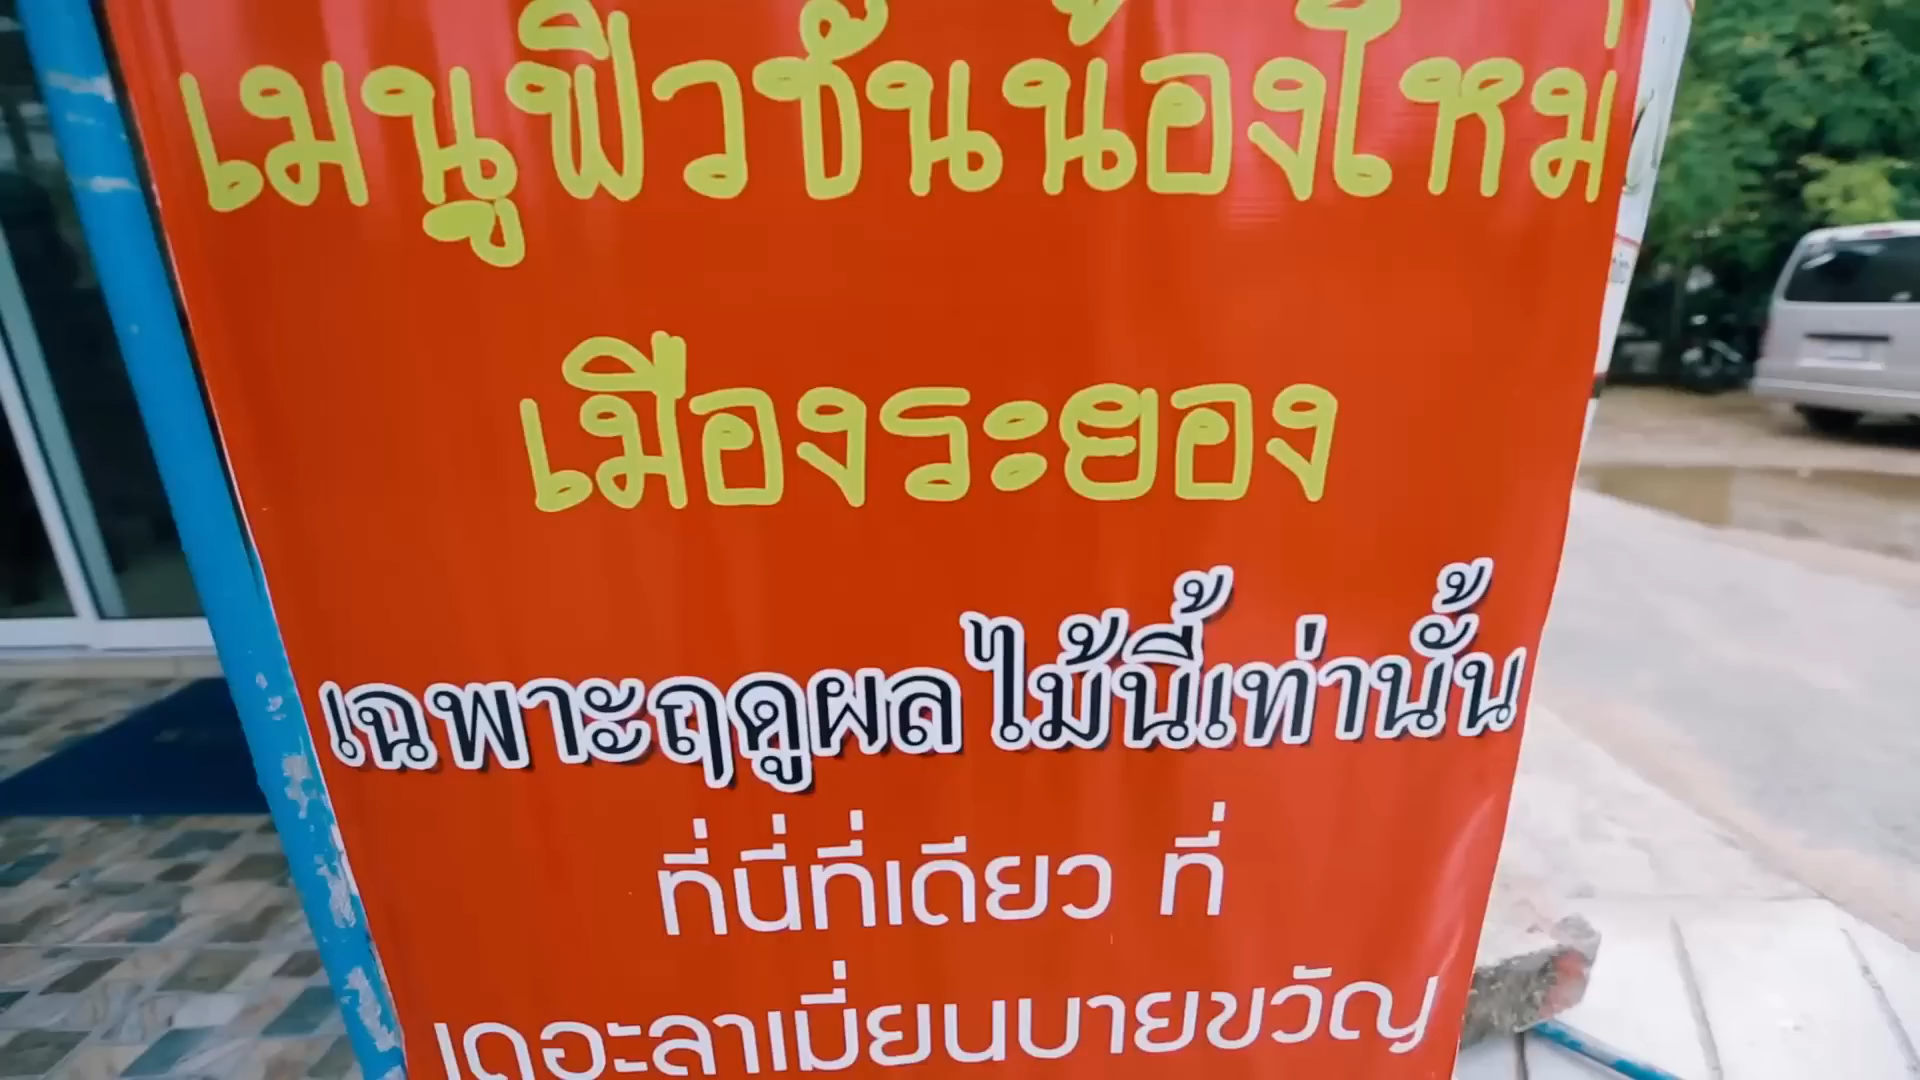 เมนูฟิวชันน้องใหม่
เมืองระยอง
เฉพาะฤดูผลไม้นี้เท่านั้น
ที่นี่ที่เดียว ที่
เดอะลาเมี่ยนบายขวัญ